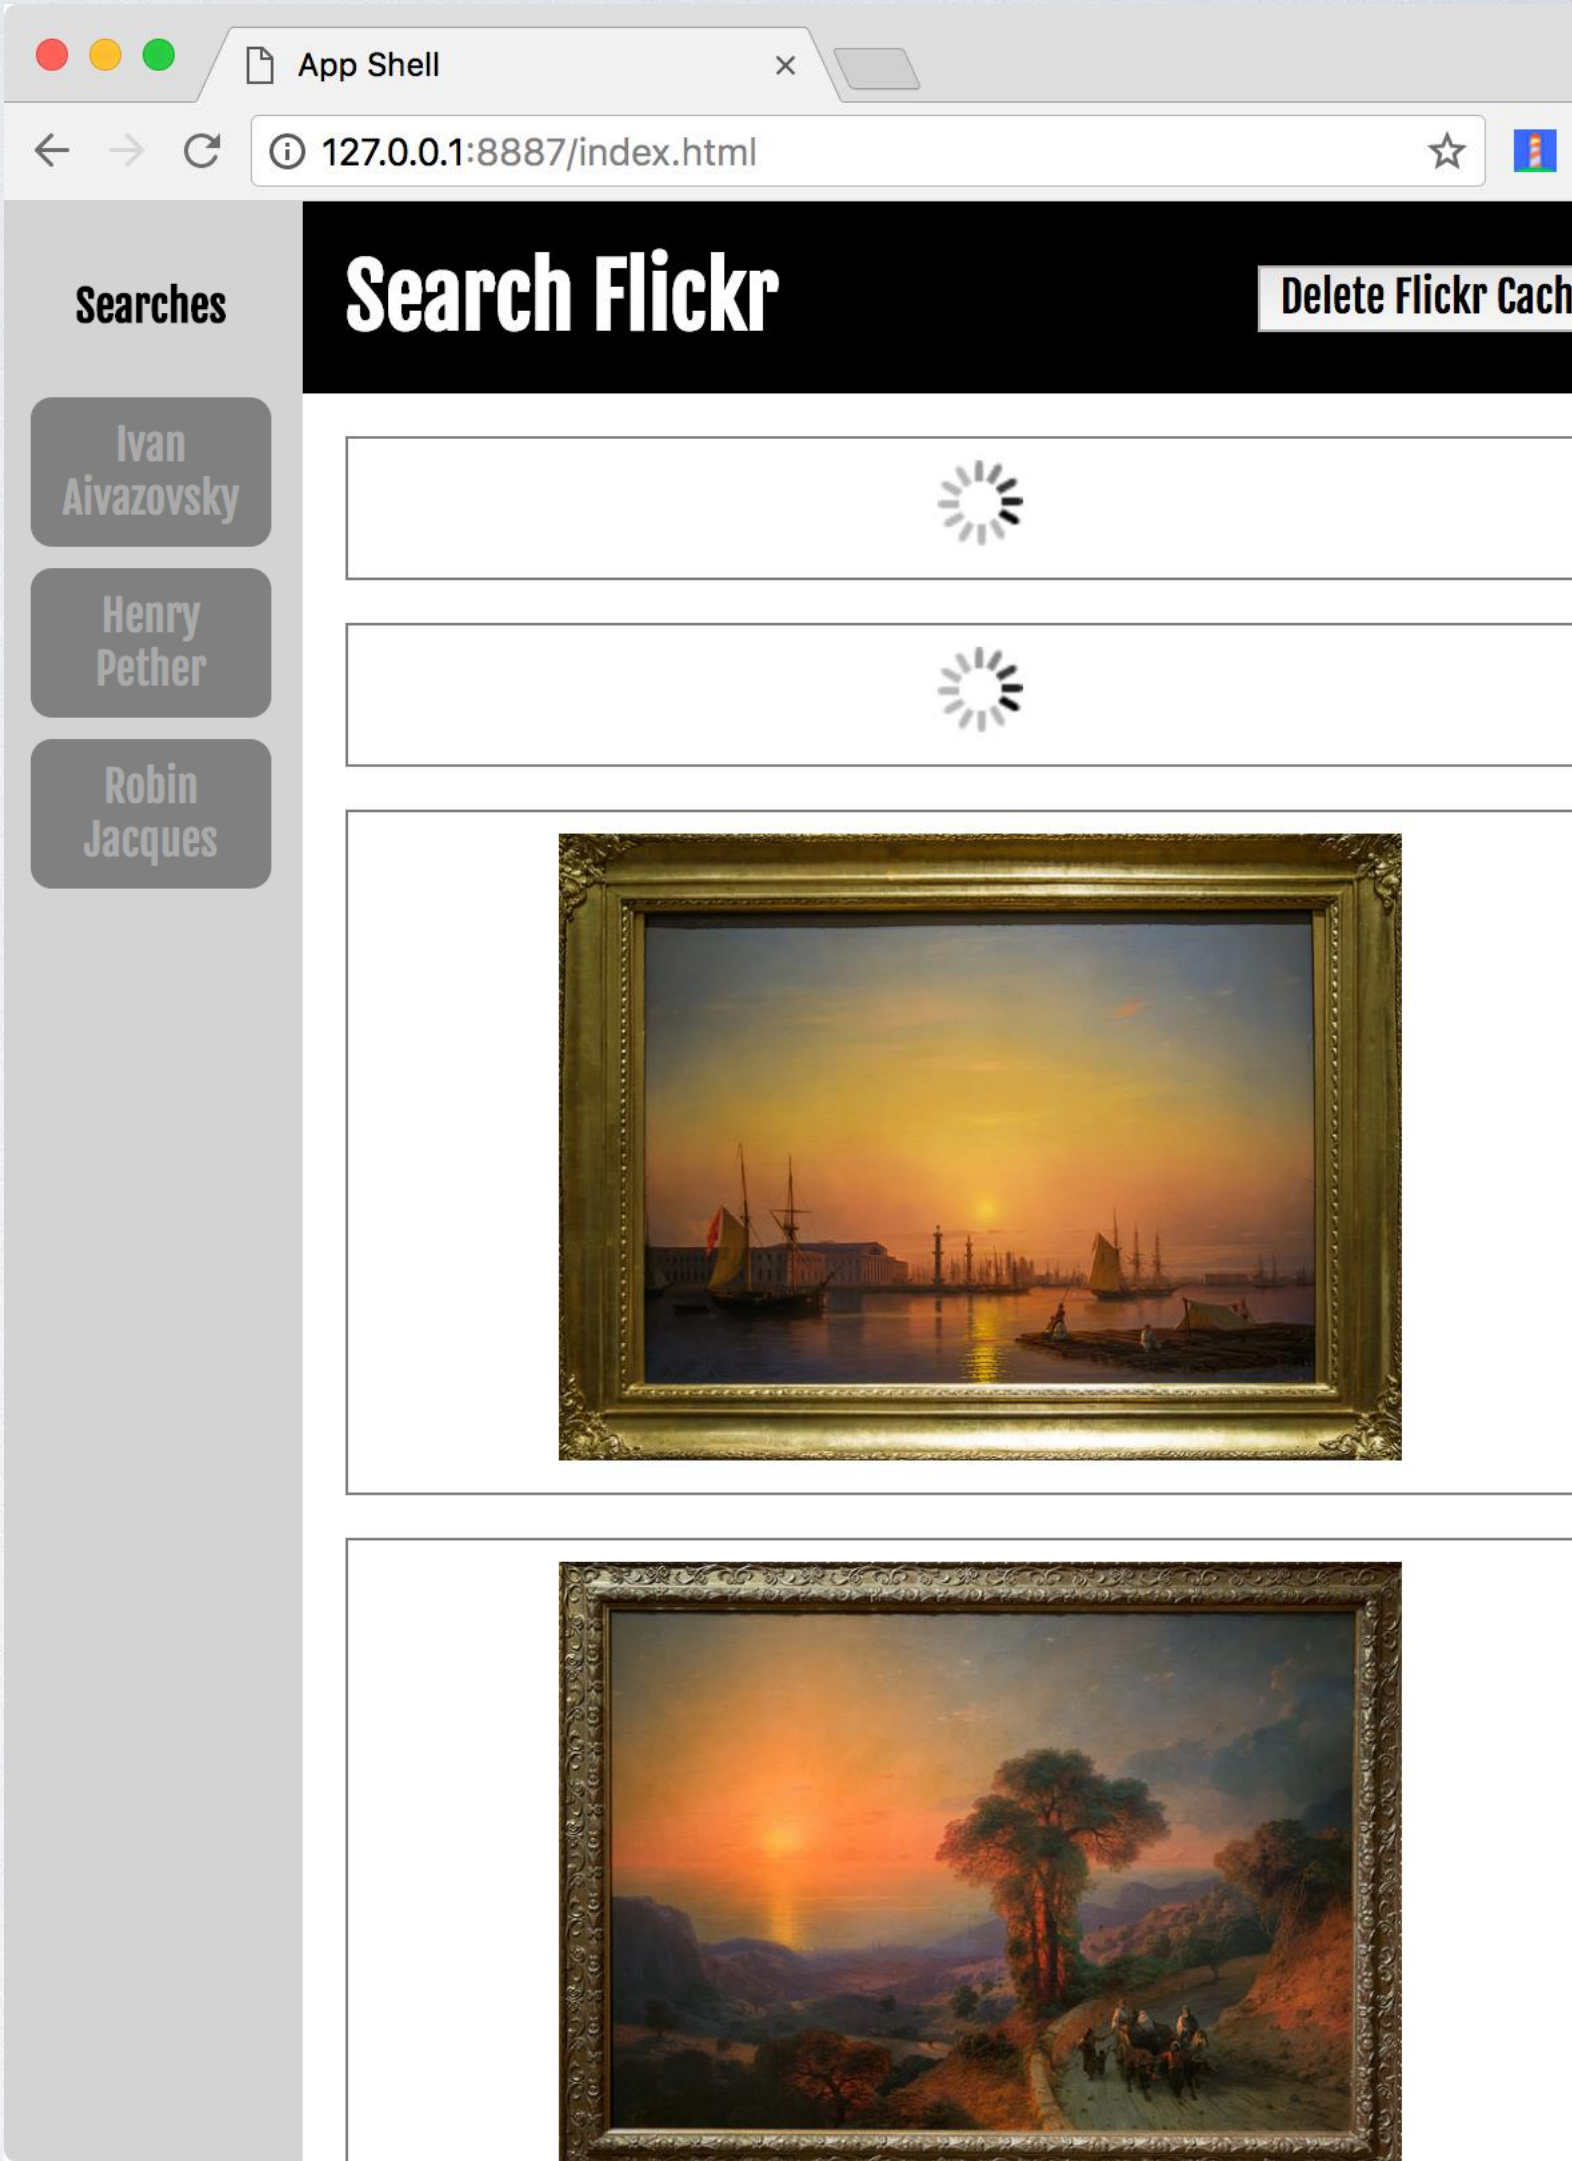 App Shell
127.0.0.1:8887/index.html
Searches
Search Flickr
Delete Flickr Cach
Ivan
Aivazovsky
Henry
Pether
Robin
Jacques